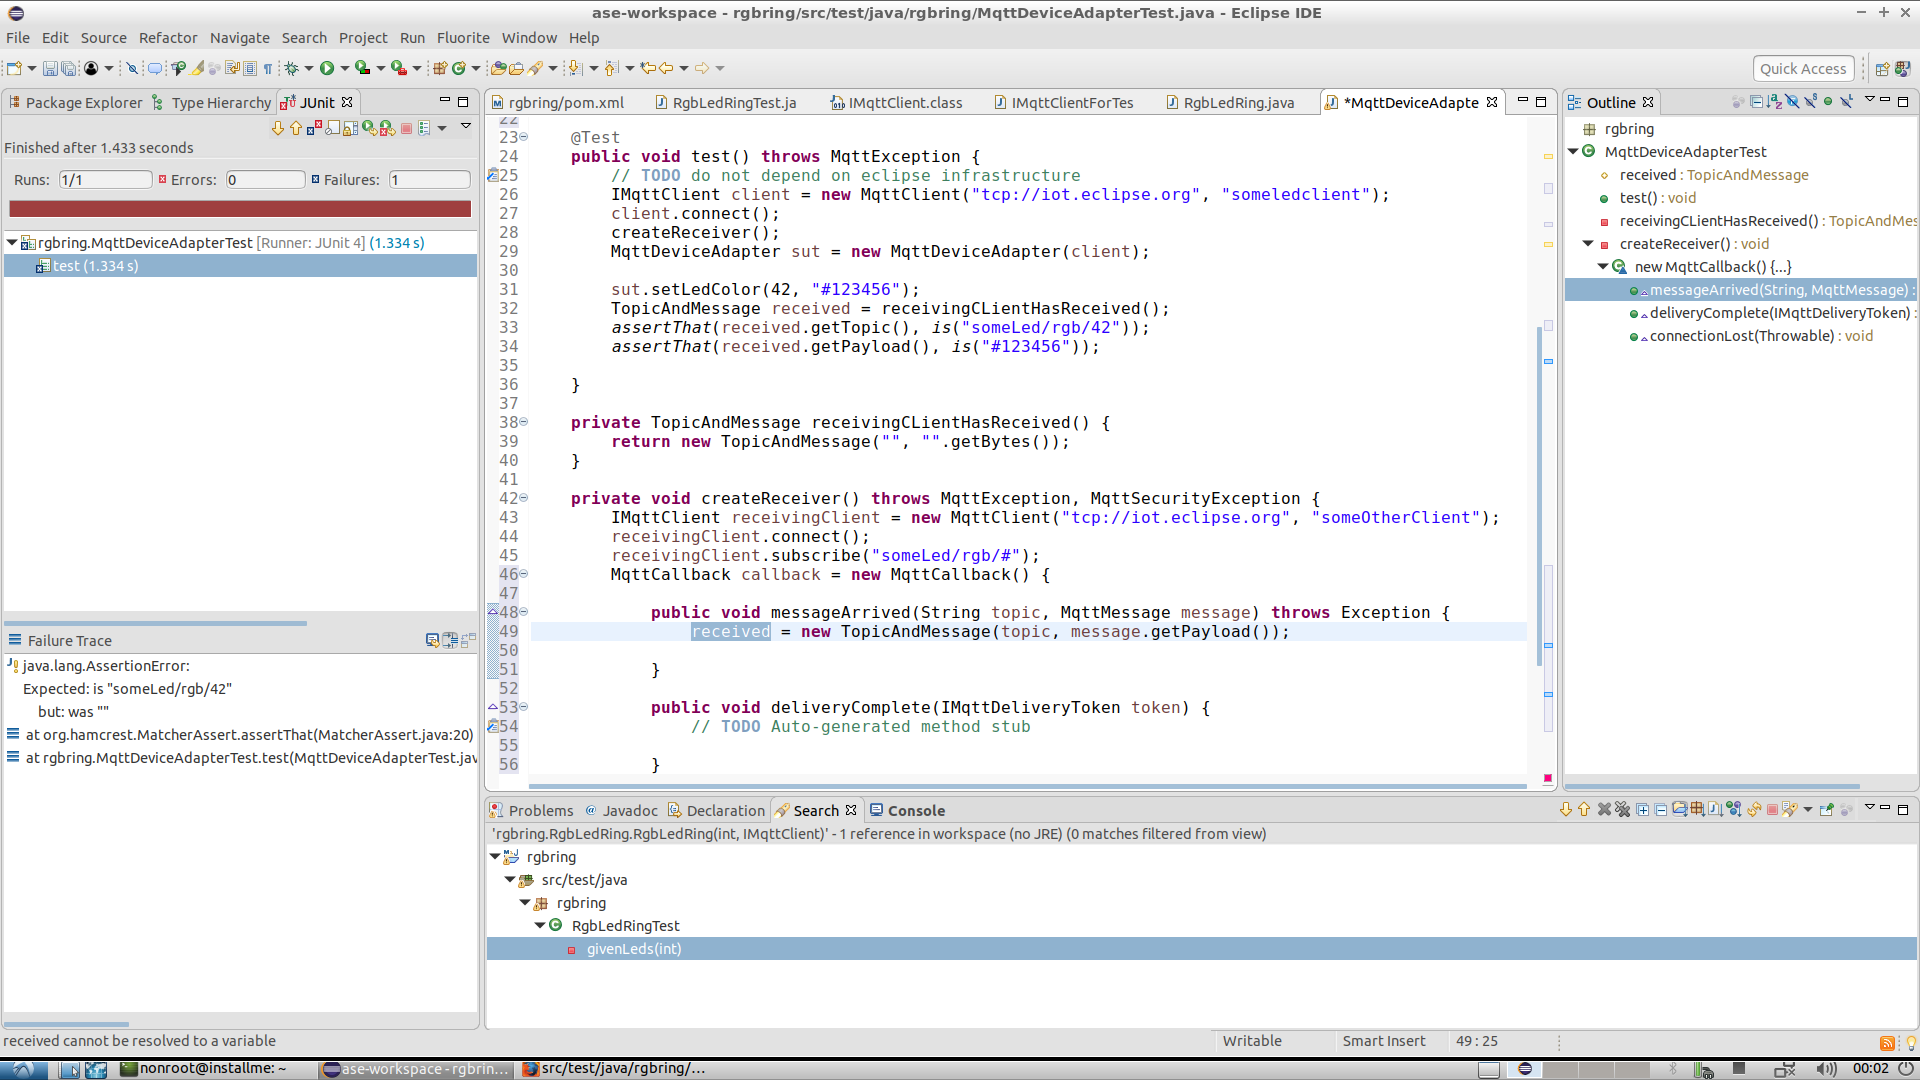 ase-workspace - rgbring/src/test/java/rgbring/MqttDeviceAdapterTest.java - Eclipse IDE
File Edit Source Refactor Navigate Search Project Run Fluorite Window Help
Quick Access
Package Explorer Type Hierarchy JUnit
Finished after 1.433 seconds
Runs: 1/1 Errors: 0 Failures: 1
rgbring.MqttDeviceAdapterTest [Runner: JUnit 4] (1.334 s)
test (1.334 s)
Failure Trace
java.lang.AssertionError:
Expected: is "someLed/rgb/42"
but: was ""
at org.hamcrest.MatcherAssert.assertThat(MatcherAssert.java:20)
at rgbring.MqttDeviceAdapterTest.test(MqttDeviceAdapterTest.jav
rgbring/pom.xml RgbLedRingTest.ja IMqttClient.class IMqttClientForTes RgbLedRing.java *MqttDeviceAdapte
22
23 @Test
24 public void test() throws MqttException {
25 // TODO do not depend on eclipse infrastructure
26 IMqttClient client = new MqttClient("tcp://iot.eclipse.org", "someledclient");
27 client.connect();
28 createReceiver();
29 MqttDeviceAdapter sut = new MqttDeviceAdapter(client);
30
31 sut.setLedColor(42, "#123456");
32 TopicAndMessage received = receivingCLientHasReceived();
33 assertThat(received.getTopic(), is("someLed/rgb/42"));
34 assertThat(received.getPayload(), is("#123456"));
35
36 }
37
38 private TopicAndMessage receivingCLientHasReceived() {
39 return new TopicAndMessage("", "".getBytes());
40 }
41
42 private void createReceiver() throws MqttException, MqttSecurityException {
43 IMqttClient receivingClient = new MqttClient("tcp://iot.eclipse.org", "someOtherClient");
44 receivingClient.connect();
45 receivingClient.subscribe("someLed/rgb/#");
46 MqttCallback callback = new MqttCallback() {
47
48 public void messageArrived(String topic, MqttMessage message) throws Exception {
49 received = new TopicAndMessage(topic, message.getPayload());
50
51 }
52
53 public void deliveryComplete(IMqttDeliveryToken token) {
54 // TODO Auto-generated method stub
55
56 }
Outline
rgbring
MqttDeviceAdapterTest
received : TopicAndMessage
test() : void
receivingCLientHasReceived() : TopicAndMes
createReceiver() : void
new MqttCallback() {...}
messageArrived(String, MqttMessage) :
deliveryComplete(IMqttDeliveryToken) :
connectionLost(Throwable) : void
Problems Javadoc Declaration Search Console
'rgbring.RgbLedRing.RgbLedRing(int, IMqttClient)' - 1 reference in workspace (no JRE) (0 matches filtered from view)
rgbring
src/test/java
rgbring
RgbLedRingTest
givenLeds(int)
received cannot be resolved to a variable Writable Smart Insert 49 : 25
nonroot@installme: ~ ase-workspace - rgbrin... src/test/java/rgbring/... 00:02